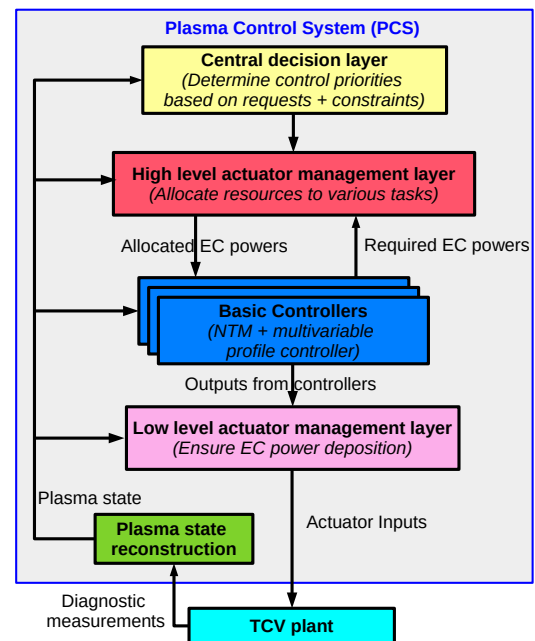 Plasma Control System (PCS)
Central decision layer
(Determine control priorities
based on requests + constraints)
High level actuator management layer
(Allocate resources to various tasks)
Allocated EC powers
Required EC powers
Basic Controllers
(NTM + multivariable
profile controller)
Outputs from controllers
Low level actuator management layer
(Ensure EC power deposition)
Plasma state
Actuator Inputs
Plasma state
reconstruction
Diagnostic
measurements
TCV plant